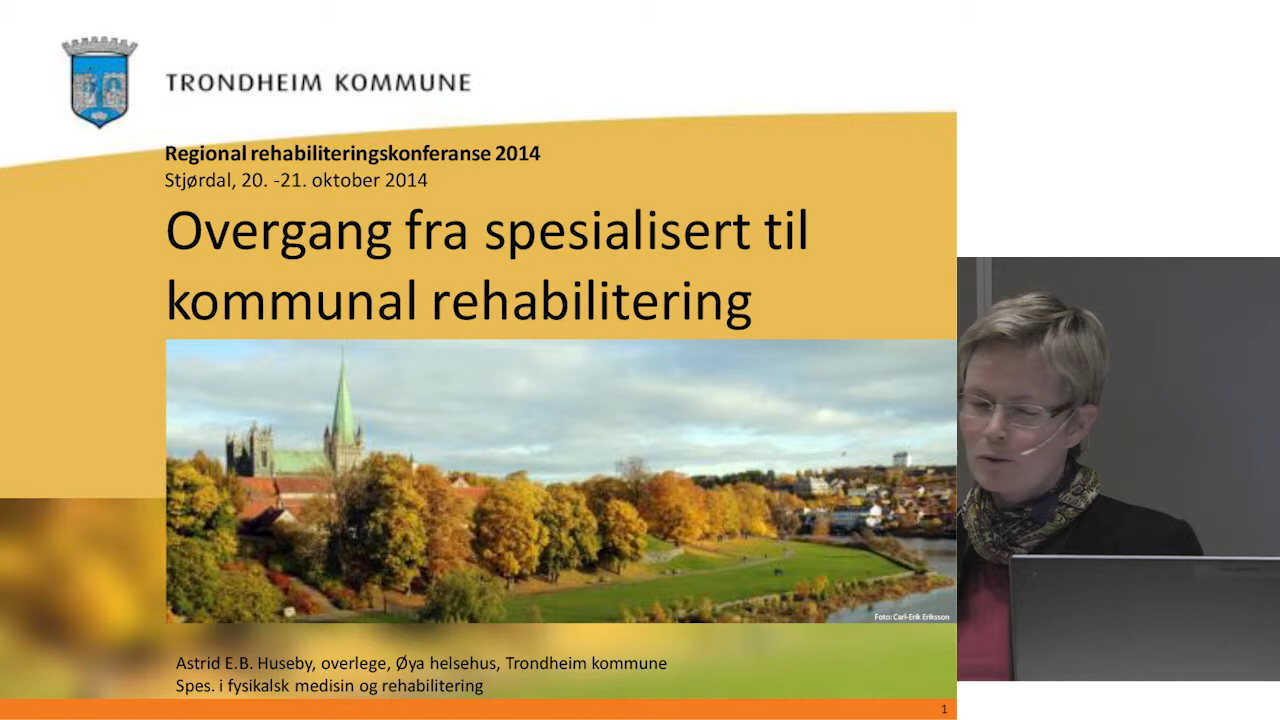 TRONDHEIM KOMMUNE
Regional rehabiliteringskonferanse 2014
Stjørdal, 20. -21. oktober 2014
Overgang fra spesialisert til
kommunal rehabilitering
Foto: Carl-Erik Eriksson
Astrid E.B. Huseby, overlege, Øya helsehus, Trondheim kommune
Spes. i fysikalsk medisin og rehabilitering
1